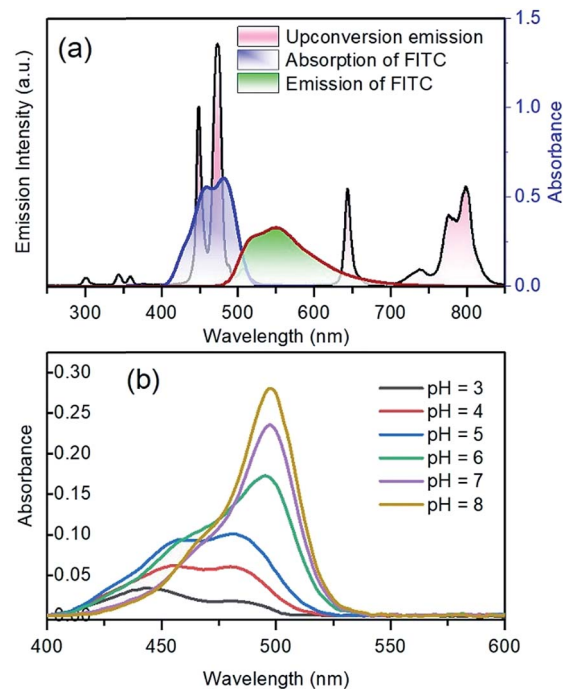 (a)
Upconversion emission
Absorption of FITC
Emission of FITC
Emission Intensity (a.u.)
1.5
1.0
0.5
0.0
Absorbance
300 400 500 600 700 800
Wavelength (nm)
(b)
0.30
0.25
0.20
0.15
0.10
0.05
0.00
Absorbance
pH = 3
pH = 4
pH = 5
pH = 6
pH = 7
pH = 8
400 450 500 550 600
Wavelength (nm)